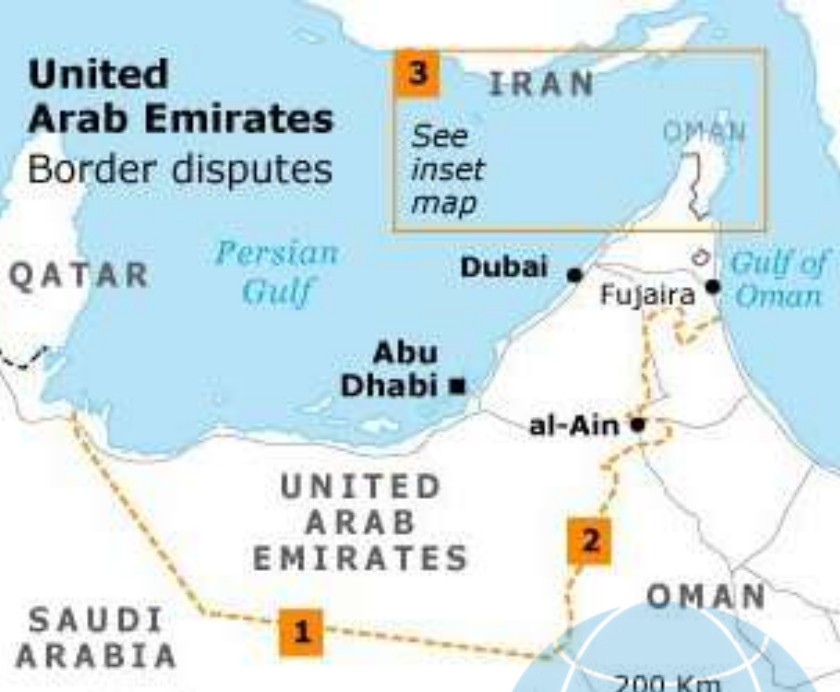 United
Arab Emirates
Border disputes
3
IRAN
See
inset
map
OMAN
QATAR
Persian
Gulf
Dubai
Gulf of
Oman
Fujaira
Abu
Dhabi
al-Ain
UNITED
ARAB
EMIRATES
2
OMAN
SAUDI
ARABIA
1
200 Km